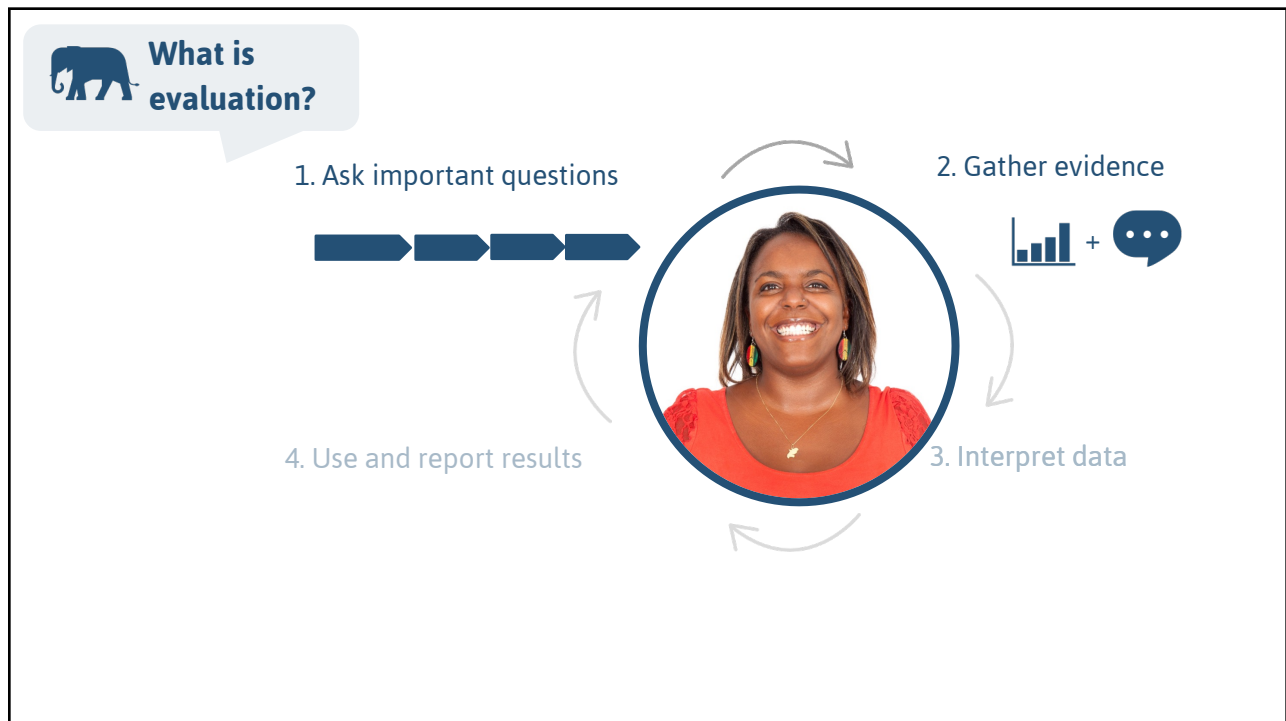 What is
evaluation?
1. Ask important questions
2. Gather evidence
+
4. Use and report results
3. Interpret data